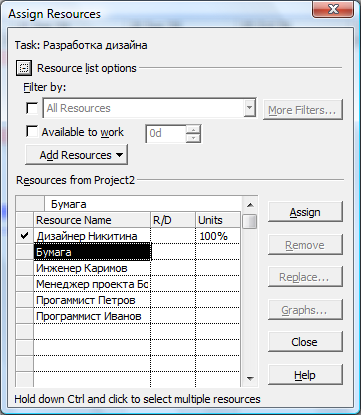 Assign Resources
Task: Разработка дизайна
Resource list options
Filter by:
All Resources
More Filters...
Available to work
0d
Add Resources
Resources from Project2
Бумага
Resource Name R/D Units
Дизайнер Никитина 100%
Бумага
Инженер Каримов
Менеджер проекта Бо
Прогаммист Петров
Программист Иванов
Assign
Remove
Replace...
Graphs...
Close
Help
Hold down Ctrl and click to select multiple resources